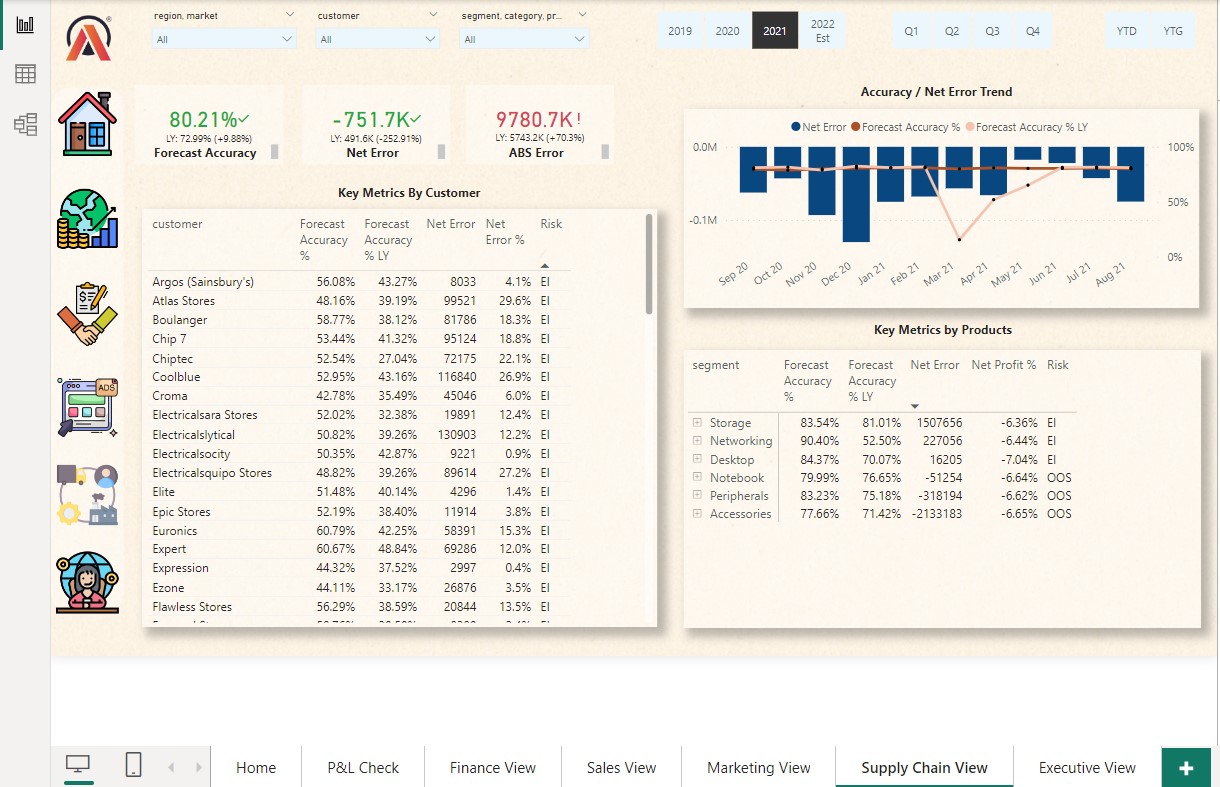 region, market
customer
segment, category, pr...
All
All
All
2019
2020
2021
2022
Est
Q1
Q2
Q3
Q4
YTD
YTG
80.21%
LY: 72.99% (+9.88%)
Forecast Accuracy
-751.7K
LY: 491.6K (-252.91%)
Net Error
9780.7K !
LY: 5743.2K (+70.3%)
ABS Error
Accuracy / Net Error Trend
Net Error Forecast Accuracy % Forecast Accuracy % LY
0.0M
-0.1M
100%
50%
0%
Sep 20 Oct 20 Nov 20 Dec 20 Jan 21 Feb 21 Mar 21 Apr 21 May 21 Jun 21 Jul 21 Aug 21
ADS
Key Metrics By Customer
customer Forecast Accuracy % Forecast Accuracy % LY Net Error Net Error % Risk
Argos (Sainsbury's) 56.08% 43.27% 8033 4.1% EI
Atlas Stores 48.16% 39.19% 99521 29.6% EI
Boulanger 58.77% 38.12% 81786 18.3% EI
Chip 7 53.44% 41.32% 95124 18.8% EI
Chiptec 52.54% 27.04% 72175 22.1% EI
Coolblue 52.95% 43.16% 116840 26.9% EI
Croma 42.78% 35.49% 45046 6.0% EI
Electricalsara Stores 52.02% 32.38% 19891 12.4% EI
Electricalslytical 50.82% 39.26% 130903 12.2% EI
Electricalsocity 50.35% 42.87% 9221 0.9% EI
Electricalsquipo Stores 48.82% 39.26% 89614 27.2% EI
Elite 51.48% 40.14% 4296 1.4% EI
Epic Stores 52.19% 38.40% 11914 3.8% EI
Euronics 60.79% 42.25% 58391 15.3% EI
Expert 60.67% 48.84% 69286 12.0% EI
Expression 44.32% 37.52% 2997 0.4% EI
Ezone 44.11% 33.17% 26876 3.5% EI
Flawless Stores 56.29% 38.59% 20844 13.5% EI
Key Metrics by Products
segment Forecast Accuracy % Forecast Accuracy % LY Net Error Net Profit % Risk
Storage 83.54% 81.01% 1507656 -6.36% EI
Networking 90.40% 52.50% 227056 -6.44% EI
Desktop 84.37% 70.07% 16205 -7.04% EI
Notebook 79.99% 76.65% -51254 -6.64% OOS
Peripherals 83.23% 75.18% -318194 -6.62% OOS
Accessories 77.66% 71.42% -2133183 -6.65% OOS
Home
P&L Check
Finance View
Sales View
Marketing View
Supply Chain View
Executive View